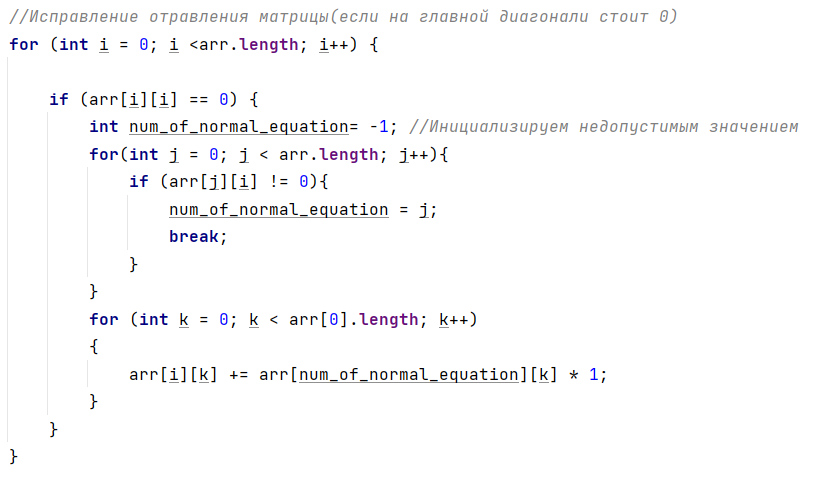 //Исправление отравления матрицы(если на главной диагонали стоит 0)
for (int i = 0; i <arr.length; i++) {
if (arr[i][i] == 0) {
int num_of_normal_equation= -1; //Инициализируем недопустимым значением
for(int j = 0; j < arr.length; j++){
if (arr[j][i] != 0){
num_of_normal_equation = j;
break;
}
}
for (int k = 0; k < arr[0].length; k++)
{
arr[i][k] += arr[num_of_normal_equation][k] * 1;
}
}
}